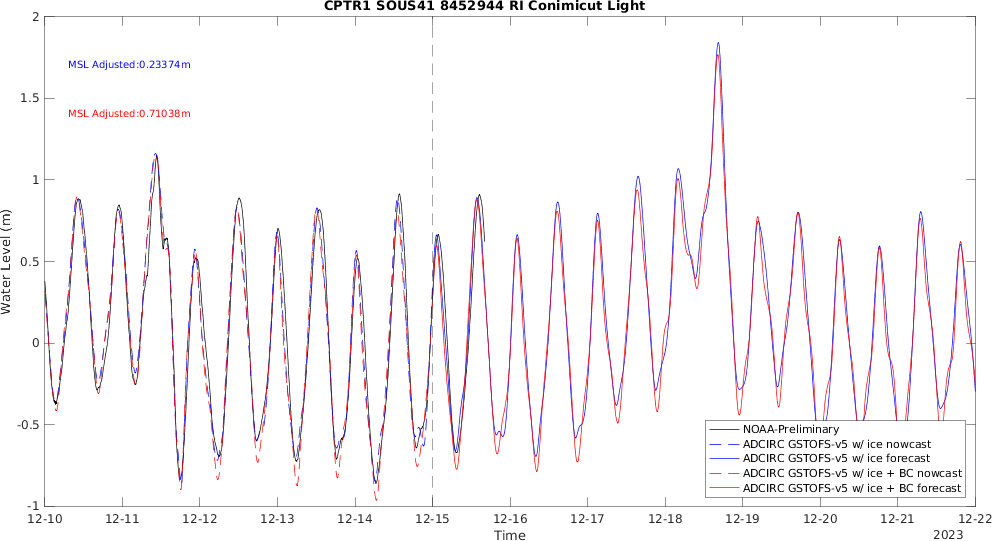 CPTR1 SOUS41 8452944 RI Conimicut Light
MSL Adjusted:0.23374m
MSL Adjusted:0.71038m
Water Level (m)
2
1.5
1
0.5
0
-0.5
-1
12-10 12-11 12-12 12-13 12-14 12-15 12-16 12-17 12-18 12-19 12-20 12-21 12-22
Time
2023
NOAA-Preliminary
ADCIRC GSTOFS-v5 w/ ice nowcast
ADCIRC GSTOFS-v5 w/ ice forecast
ADCIRC GSTOFS-v5 w/ ice + BC nowcast
ADCIRC GSTOFS-v5 w/ ice + BC forecast